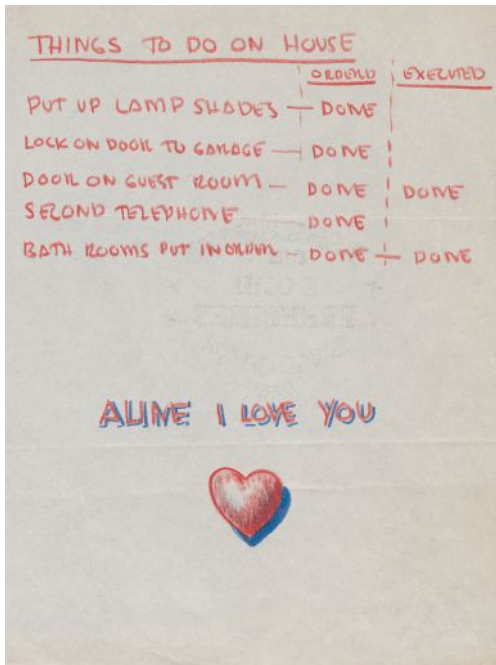 THINGS TO DO ON HOUSE
ORDERED EXECUTED
PUT UP LAMP SHADES — DONE
LOCK ON DOOR TO GARAGE — DONE
DOOR ON GUEST ROOM — DONE DONE
SECOND TELEPHONE — DONE
BATH ROOMS PUT IN ORDER — DONE — DONE
ALINE I LOVE YOU